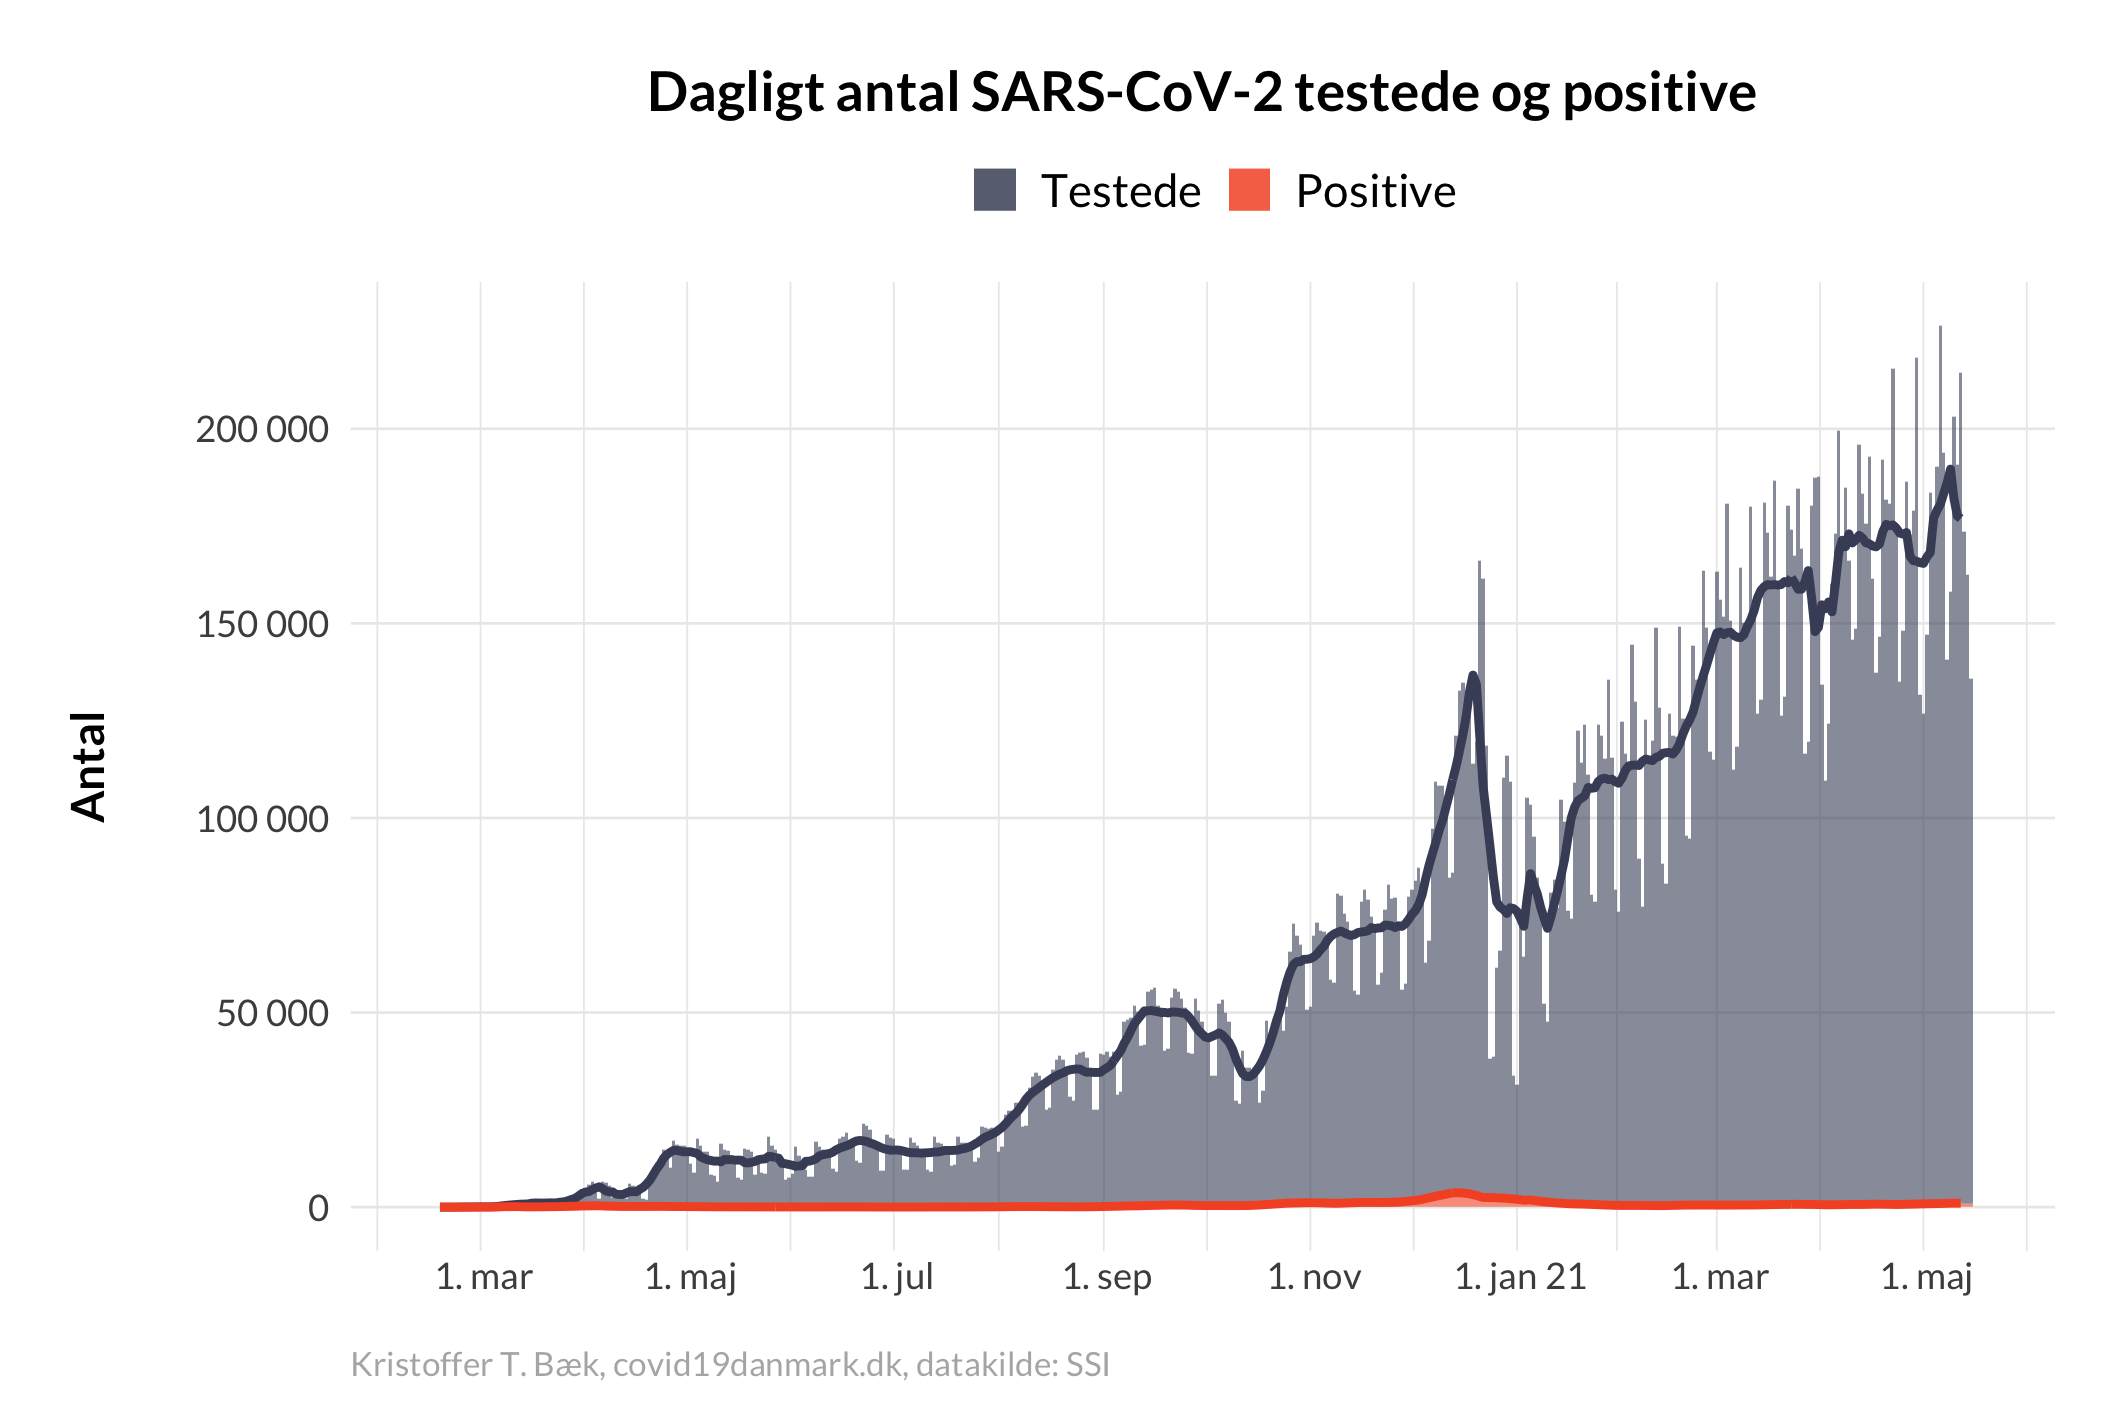 Dagligt antal SARS-CoV-2 testede og positive
Testede Positive
Antal
200 000
150 000
100 000
50 000
0
1. mar 1. maj 1. jul 1. sep 1. nov 1. jan 21 1. mar 1. maj
Kristoffer T. Bæk, covid19danmark.dk, datakilde: SSI